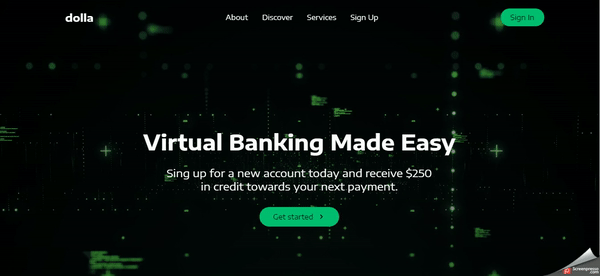 dolla
About Discover Services Sign Up
Sign In
Virtual Banking Made Easy
Sing up for a new account today and receive $250
in credit towards your next payment.
Get started
Screenpresso
.com